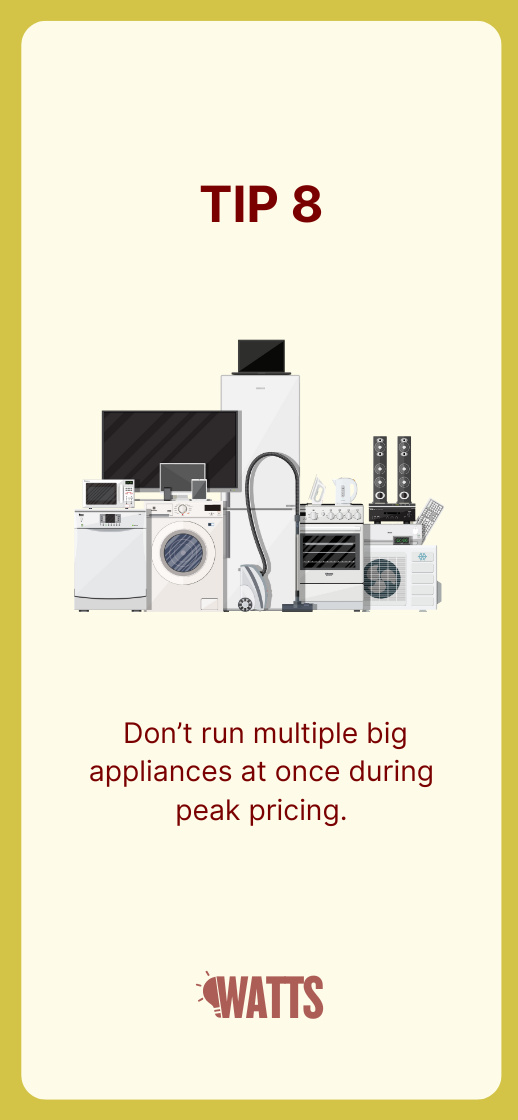 TIP 8
Don’t run multiple big
appliances at once during
peak pricing.
WATTS